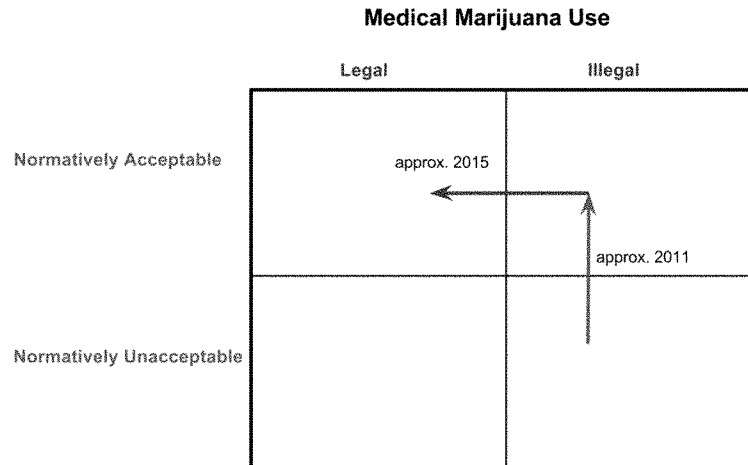 Medical Marijuana Use
Legal Illegal
Normatively Acceptable
approx. 2015
approx. 2011
Normatively Unacceptable